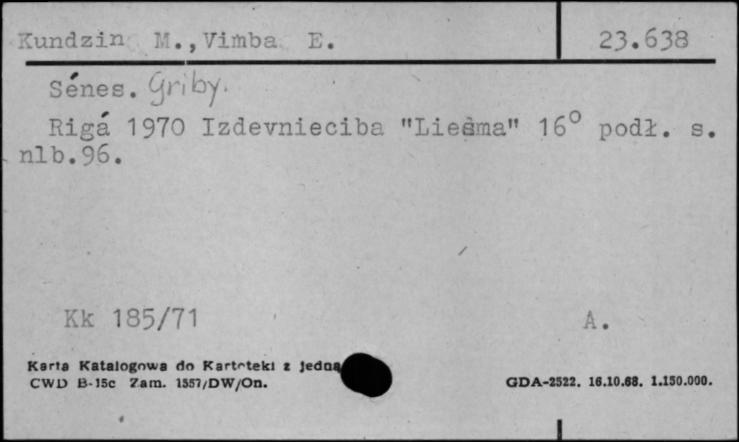 Kundzin M., Vimba E. 23.638
Sénes. Griby.
Rigá 1970 Izdevnieciba "Liesma" 16° podł. s.
nlb.96.
Kk 185/71 A.
Karta Katalogowa do Kartoteki z jedną
CWD B-15c Zam. 1557/DW/On. GDA-2522. 16.10.68. 1.150.000.